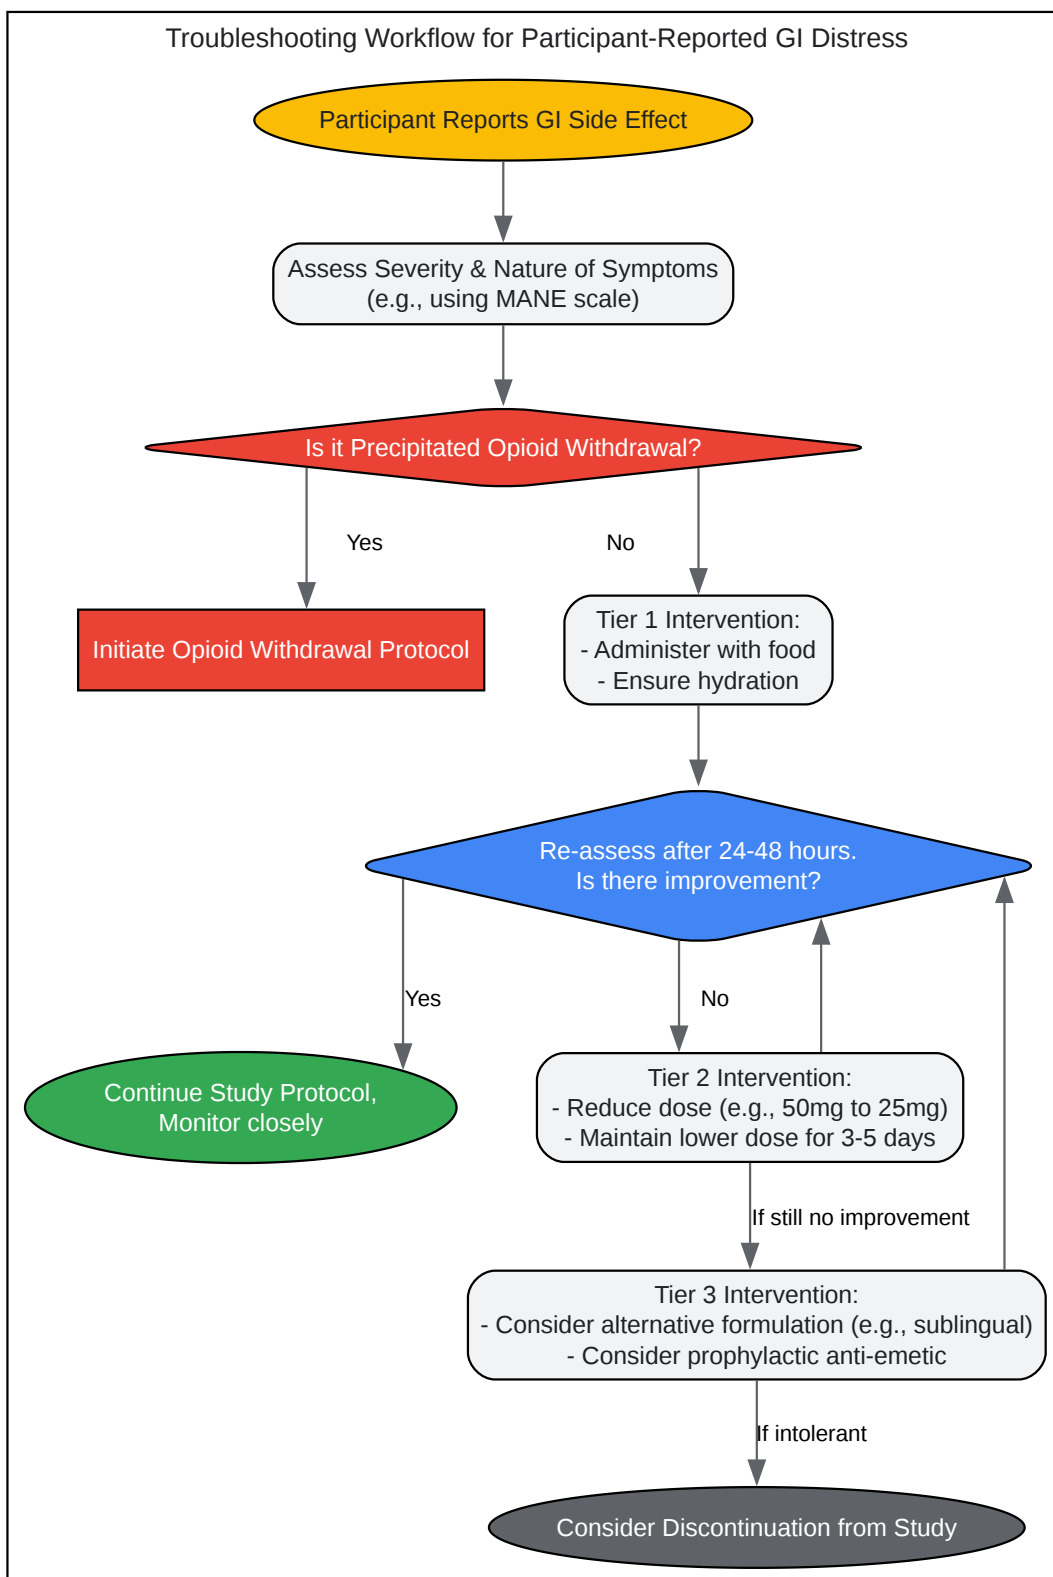 Troubleshooting Workflow for Participant-Reported GI Distress
Participant Reports GI Side Effect
Assess Severity & Nature of Symptoms
(e.g., using MANE scale)
Is it Precipitated Opioid Withdrawal?
Yes
No
Initiate Opioid Withdrawal Protocol
Tier 1 Intervention:
- Administer with food
- Ensure hydration
Re-assess after 24-48 hours.
Is there improvement?
Yes
No
Continue Study Protocol,
Monitor closely
Tier 2 Intervention:
- Reduce dose (e.g., 50mg to 25mg)
- Maintain lower dose for 3-5 days
If still no improvement
Tier 3 Intervention:
- Consider alternative formulation (e.g., sublingual)
- Consider prophylactic anti-emetic
If intolerant
Consider Discontinuation from Study